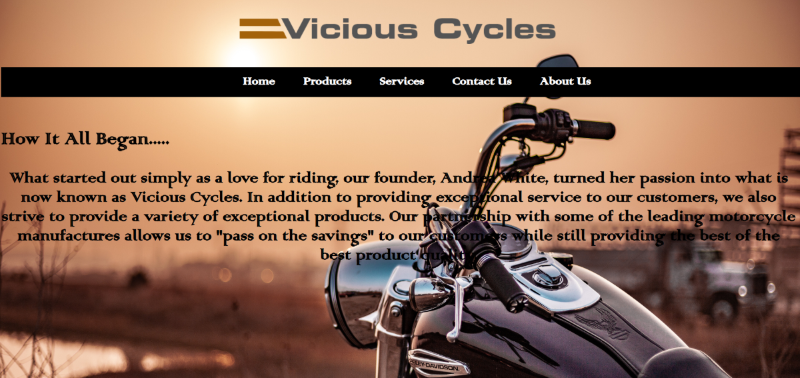 Vicious Cycles
Home Products Services Contact Us About Us
How It All Began.....
What started out simply as a love for riding, our founder, Andrea White, turned her passion into what is
now known as Vicious Cycles. In addition to providing exceptional service to our customers, we also
strive to provide a variety of exceptional products. Our partnership with some of the leading motorcycle
manufactures allows us to "pass on the savings" to our customers while still providing the best of the
best product
HARLEY-DAVIDSON